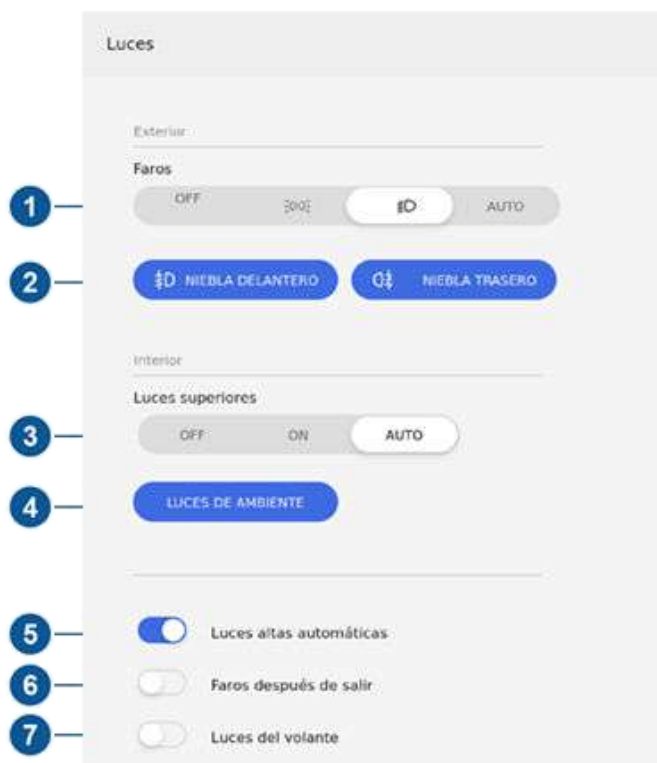 Luces
Exterior
Faros
1 OFF AUTO
2 NIEBLA DELANTERO NIEBLA TRASERO
Interior
Luces superiores
3 OFF ON AUTO
4 LUCES DE AMBIENTE
5 Luces altas automáticas
6 Faros después de salir
7 Luces del volante